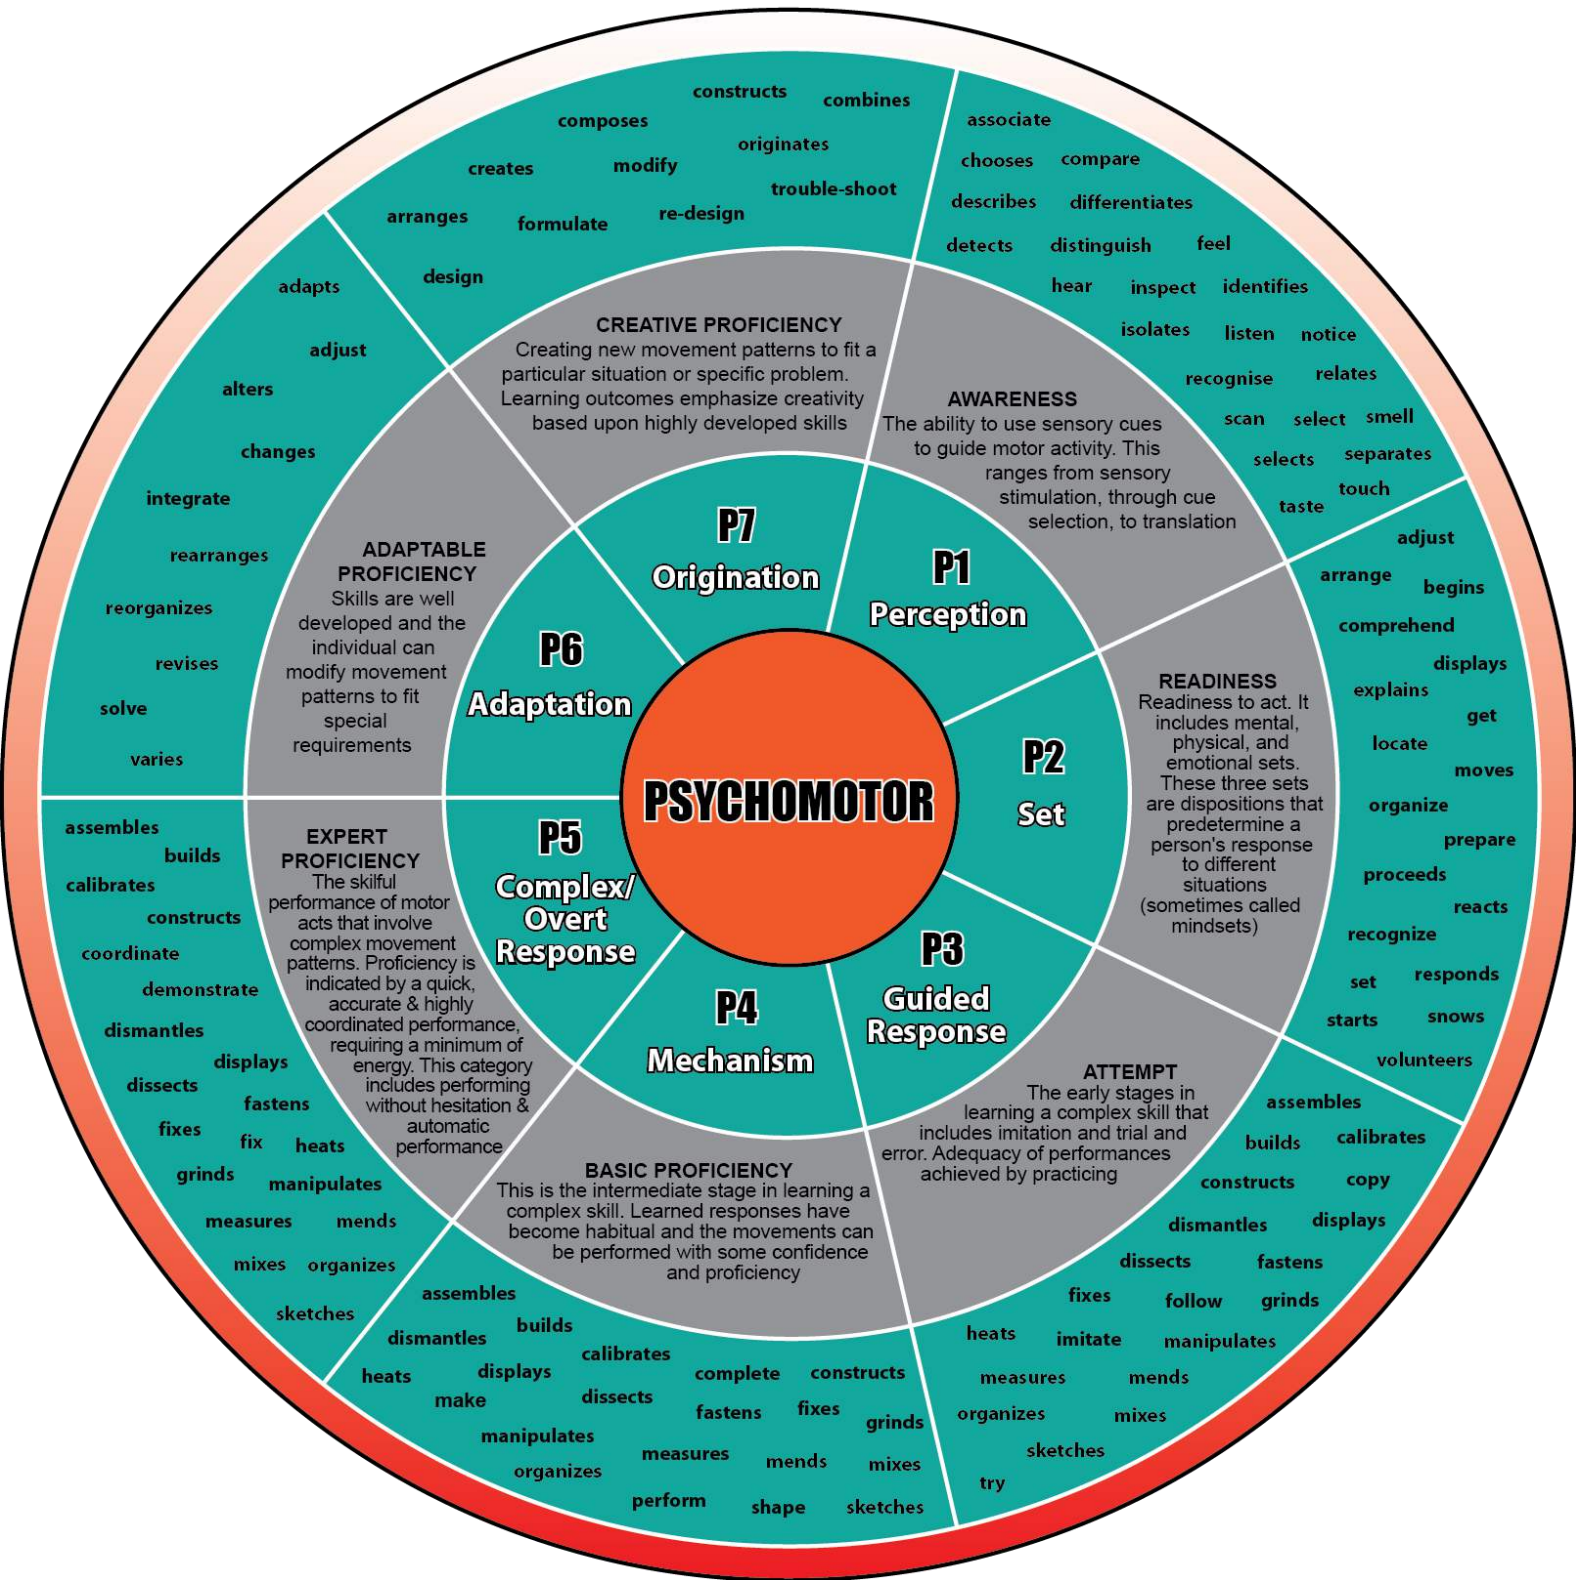 PSYCHOMOTOR
P1
Perception
AWARENESS
The ability to use sensory cues
to guide motor activity. This
ranges from sensory
stimulation, through cue
selection, to translation
associate
chooses compare
describes differentiates
detects distinguish feel
hear inspect identifies
isolates listen notice
recognise relates
scan select smell
selects separates
touch
taste
P2
Set
READINESS
Readiness to act. It
includes mental,
physical, and
emotional sets.
These three sets
are dispositions that
predetermine a
person's response
to different
situations
(sometimes called
mindsets)
adjust
arrange begins
comprehend
displays
explains
get
locate
moves
organize
prepare
proceeds
reacts
recognize
set responds
starts snows
volunteers
P3
Guided
Response
ATTEMPT
The early stages in
learning a complex skill that
includes imitation and trial and
error. Adequacy of performances
achieved by practicing
assembles
builds calibrates
constructs copy
dismantles displays
dissects fastens
fixes follow grinds
heats imitate manipulates
measures mends
organizes mixes
sketches
try
P4
Mechanism
BASIC PROFICIENCY
This is the intermediate stage in learning a
complex skill. Learned responses have
become habitual and the movements can
be performed with some confidence
and proficiency
assembles
builds
dismantles
calibrates
heats displays complete constructs
make dissects fastens fixes
grinds
manipulates
measures mends mixes
organizes
perform shape sketches
P5
Complex/
Overt
Response
EXPERT
PROFICIENCY
The skilful
performance of motor
acts that involve
complex movement
patterns. Proficiency is
indicated by a quick,
accurate & highly
coordinated performance,
requiring a minimum of
energy. This category
includes performing
without hesitation &
automatic
performance
assembles
builds
calibrates
constructs
coordinate
demonstrate
dismantles
displays
dissects
fastens
fixes
fix heats
grinds manipulates
measures mends
mixes organizes
sketches
P6
Adaptation
ADAPTABLE
PROFICIENCY
Skills are well
developed and the
individual can
modify movement
patterns to fit
special
requirements
adapts
adjust
alters
changes
integrate
rearranges
reorganizes
revises
solve
varies
P7
Origination
CREATIVE PROFICIENCY
Creating new movement patterns to fit a
particular situation or specific problem.
Learning outcomes emphasize creativity
based upon highly developed skills
constructs combines
composes
originates
creates modify
trouble-shoot
arranges formulate re-design
design